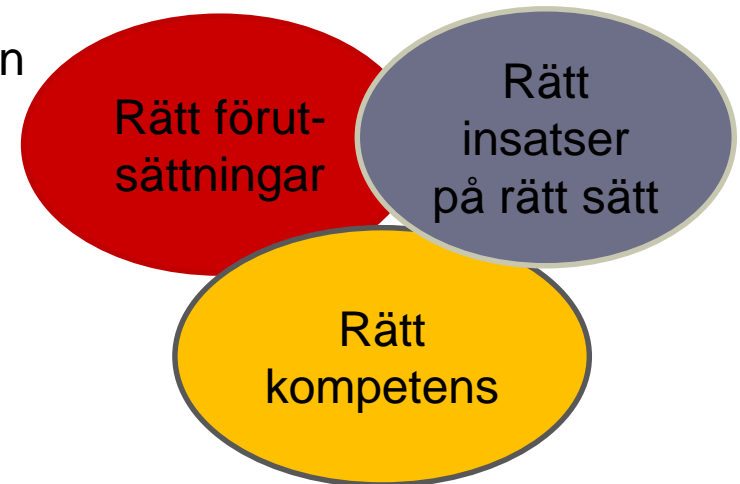 n
Rätt förut-
sättningar
Rätt
insatser
på rätt sätt
Rätt
kompetens